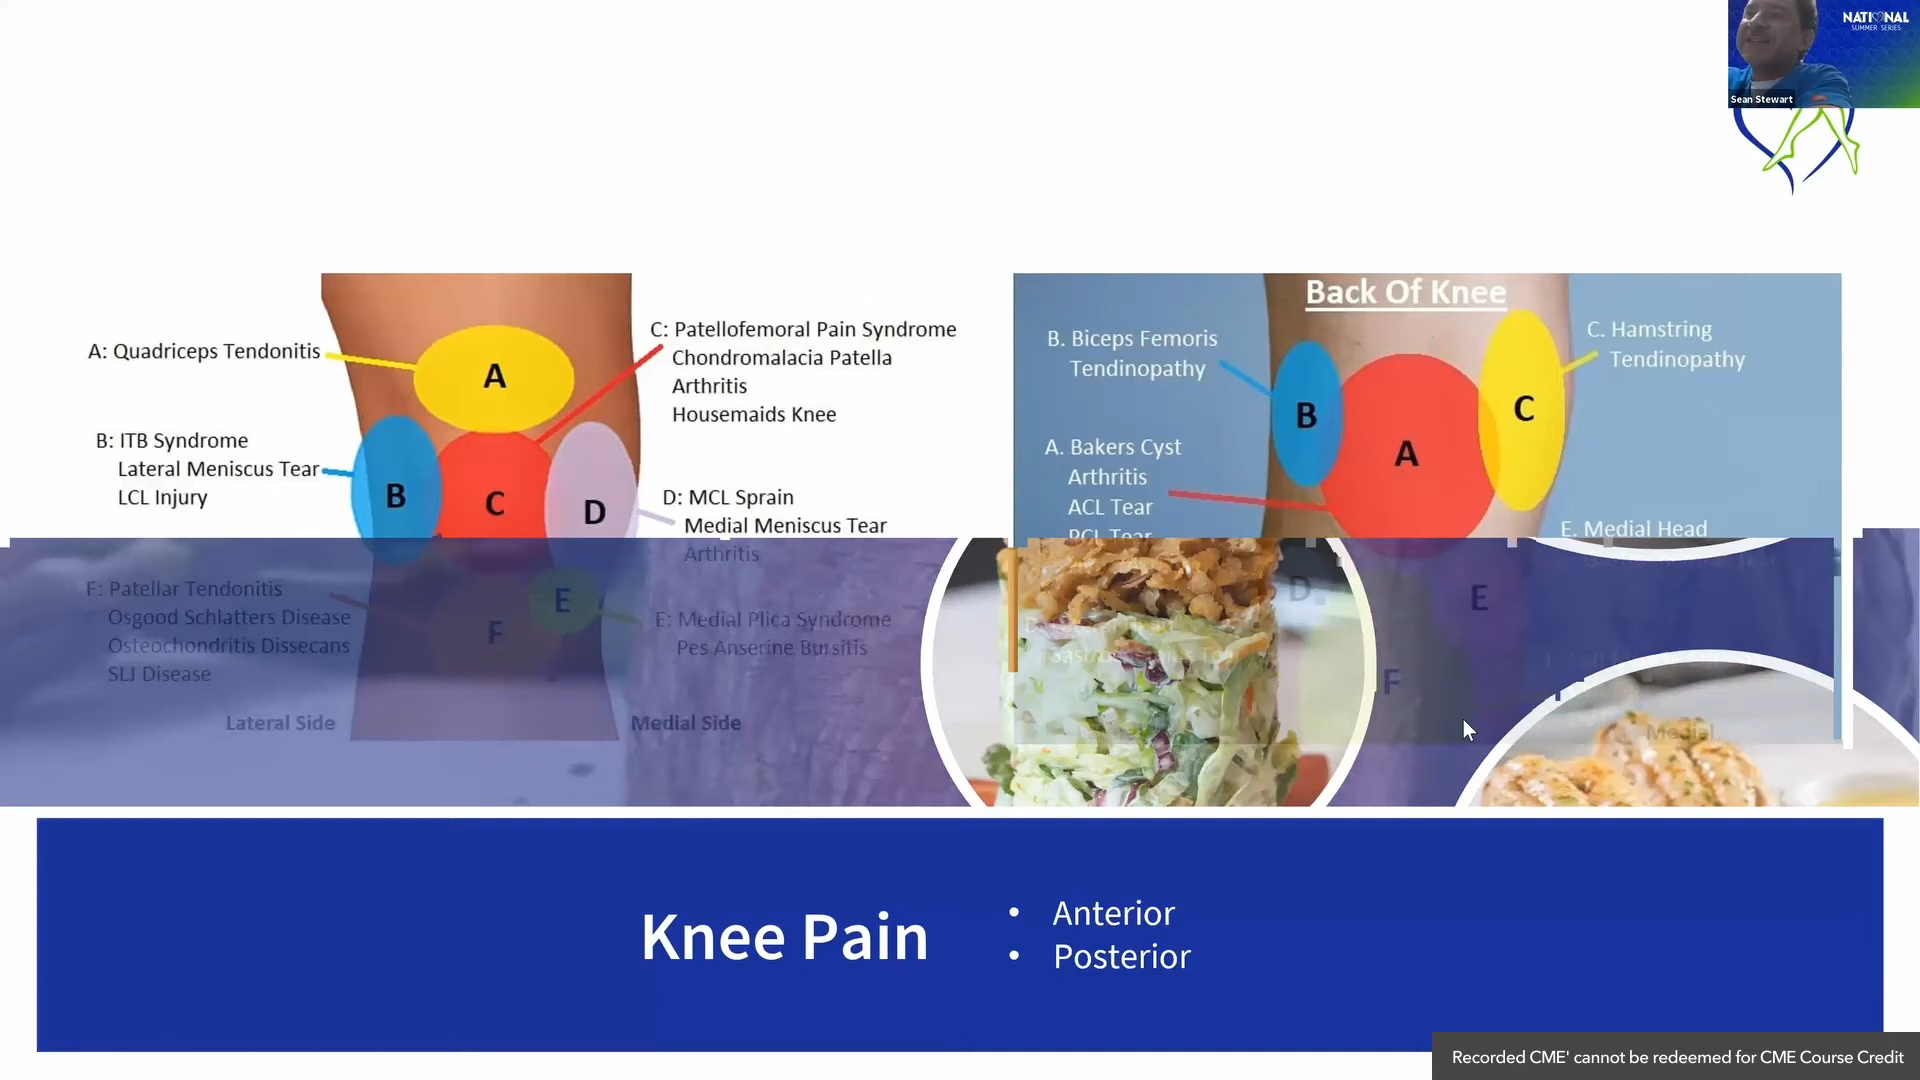 NATIONAL
SUMMER SERIES
Sean Stewart
A: Quadriceps Tendonitis
A
B: ITB Syndrome
Lateral Meniscus Tear
LCL Injury
B
C: Patellofemoral Pain Syndrome
Chondromalacia Patella
Arthritis
Housemaids Knee
C
D: MCL Sprain
Medial Meniscus Tear
Arthritis
D
F: Patellar Tendonitis
Osgood Schlatters Disease
Osteochondritis Dissecans
SLJ Disease
F
E
E: Medial Plica Syndrome
Pes Anserine Bursitis
Lateral Side
Medial Side
Back Of Knee
B. Biceps Femoris
Tendinopathy
B
C. Hamstring
Tendinopathy
C
A. Bakers Cyst
Arthritis
ACL Tear
PCL Tear
A
E. Medial Head
D
E
F
Medial
Knee Pain
• Anterior
• Posterior
Recorded CME' cannot be redeemed for CME Course Credit